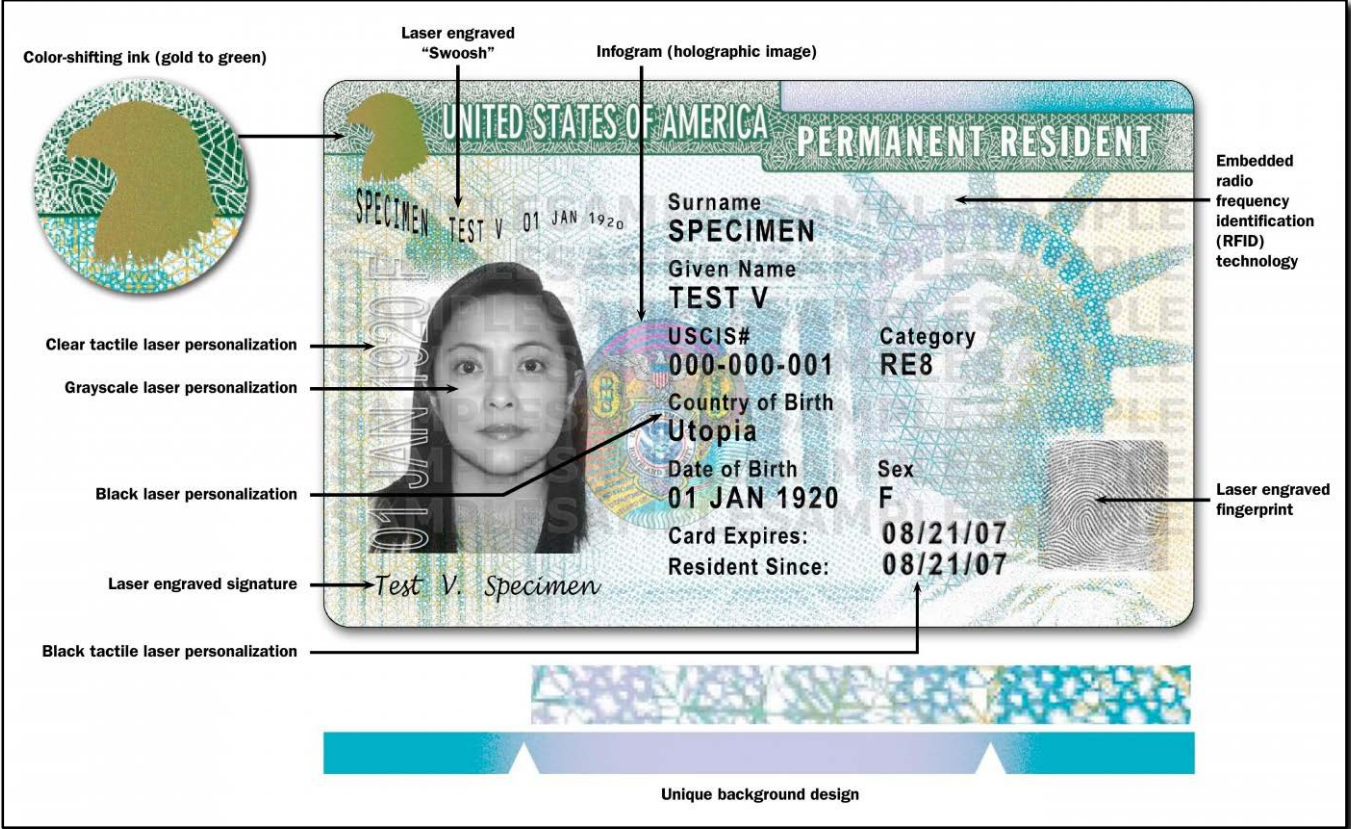 Color-shifting ink (gold to green)
Laser engraved
“Swoosh”
Infogram (holographic image)
UNITED STATES OF AMERICA
PERMANENT RESIDENT
SPECIMEN TEST V 01 JAN 1920
Surname
SPECIMEN
Given Name
TEST V
USCIS# Category
000-000-001 RE8
Country of Birth
Utopia
Date of Birth Sex
01 JAN 1920 F
Card Expires: 08/21/07
Resident Since: 08/21/07
01 JAN 1920 F
Test V. Specimen
Embedded
radio
frequency
identification
(RFID)
technology
Clear tactile laser personalization
Grayscale laser personalization
Black laser personalization
Laser engraved
fingerprint
Laser engraved signature
Black tactile laser personalization
Unique background design